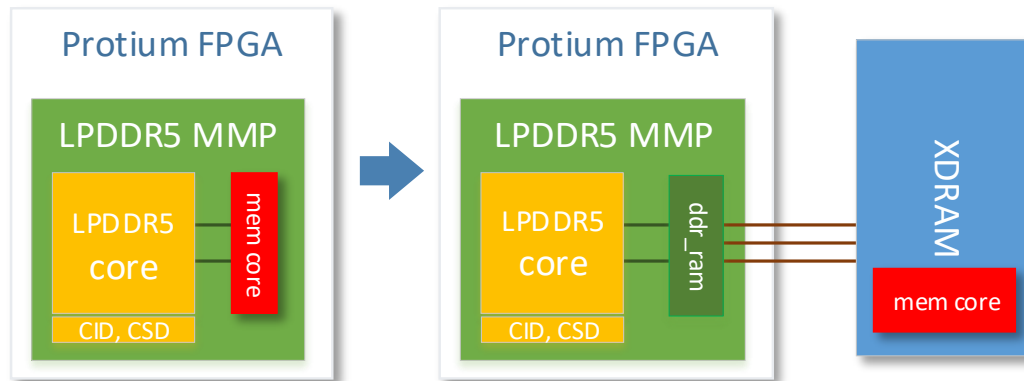 Protium FPGA
LPDDR5 MMP
LPDDR5
core
mem core
CID, CSD
Protium FPGA
LPDDR5 MMP
LPDDR5
core
ddr_ram
CID, CSD
XDRAM
mem core